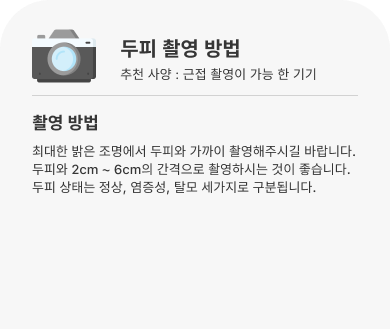 두피 촬영 방법
추천 사양 : 근접 촬영이 가능 한 기기
촬영 방법
최대한 밝은 조명에서 두피와 가까이 촬영해주시길 바랍니다.
두피와 2cm ~ 6cm의 간격으로 촬영하시는 것이 좋습니다.
두피 상태는 정상, 염증성, 탈모 세가지로 구분됩니다.